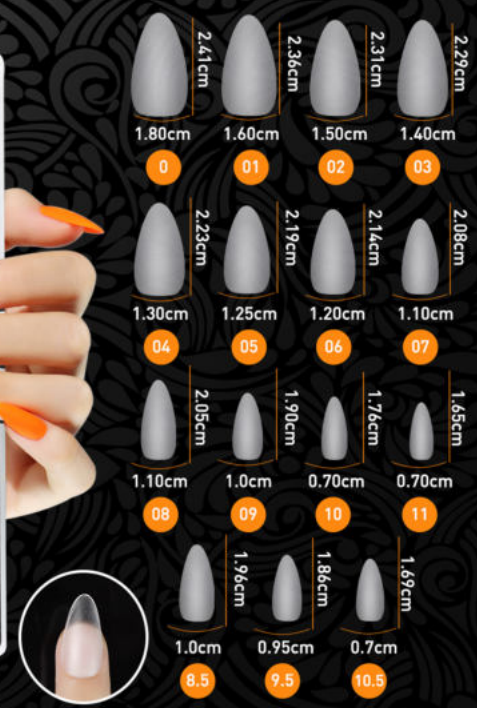 2.41cm 2.36cm 2.31cm 2.29cm
1.80cm 1.60cm 1.50cm 1.40cm
0 01 02 03
2.23cm 2.19cm 2.14cm 2.08cm
1.30cm 1.25cm 1.20cm 1.10cm
04 05 06 07
2.05cm 1.90cm 1.76cm 1.65cm
1.10cm 1.0cm 0.70cm 0.70cm
08 09 10 11
1.96cm 1.86cm 1.69cm
1.0cm 0.95cm 0.7cm
8.5 9.5 10.5